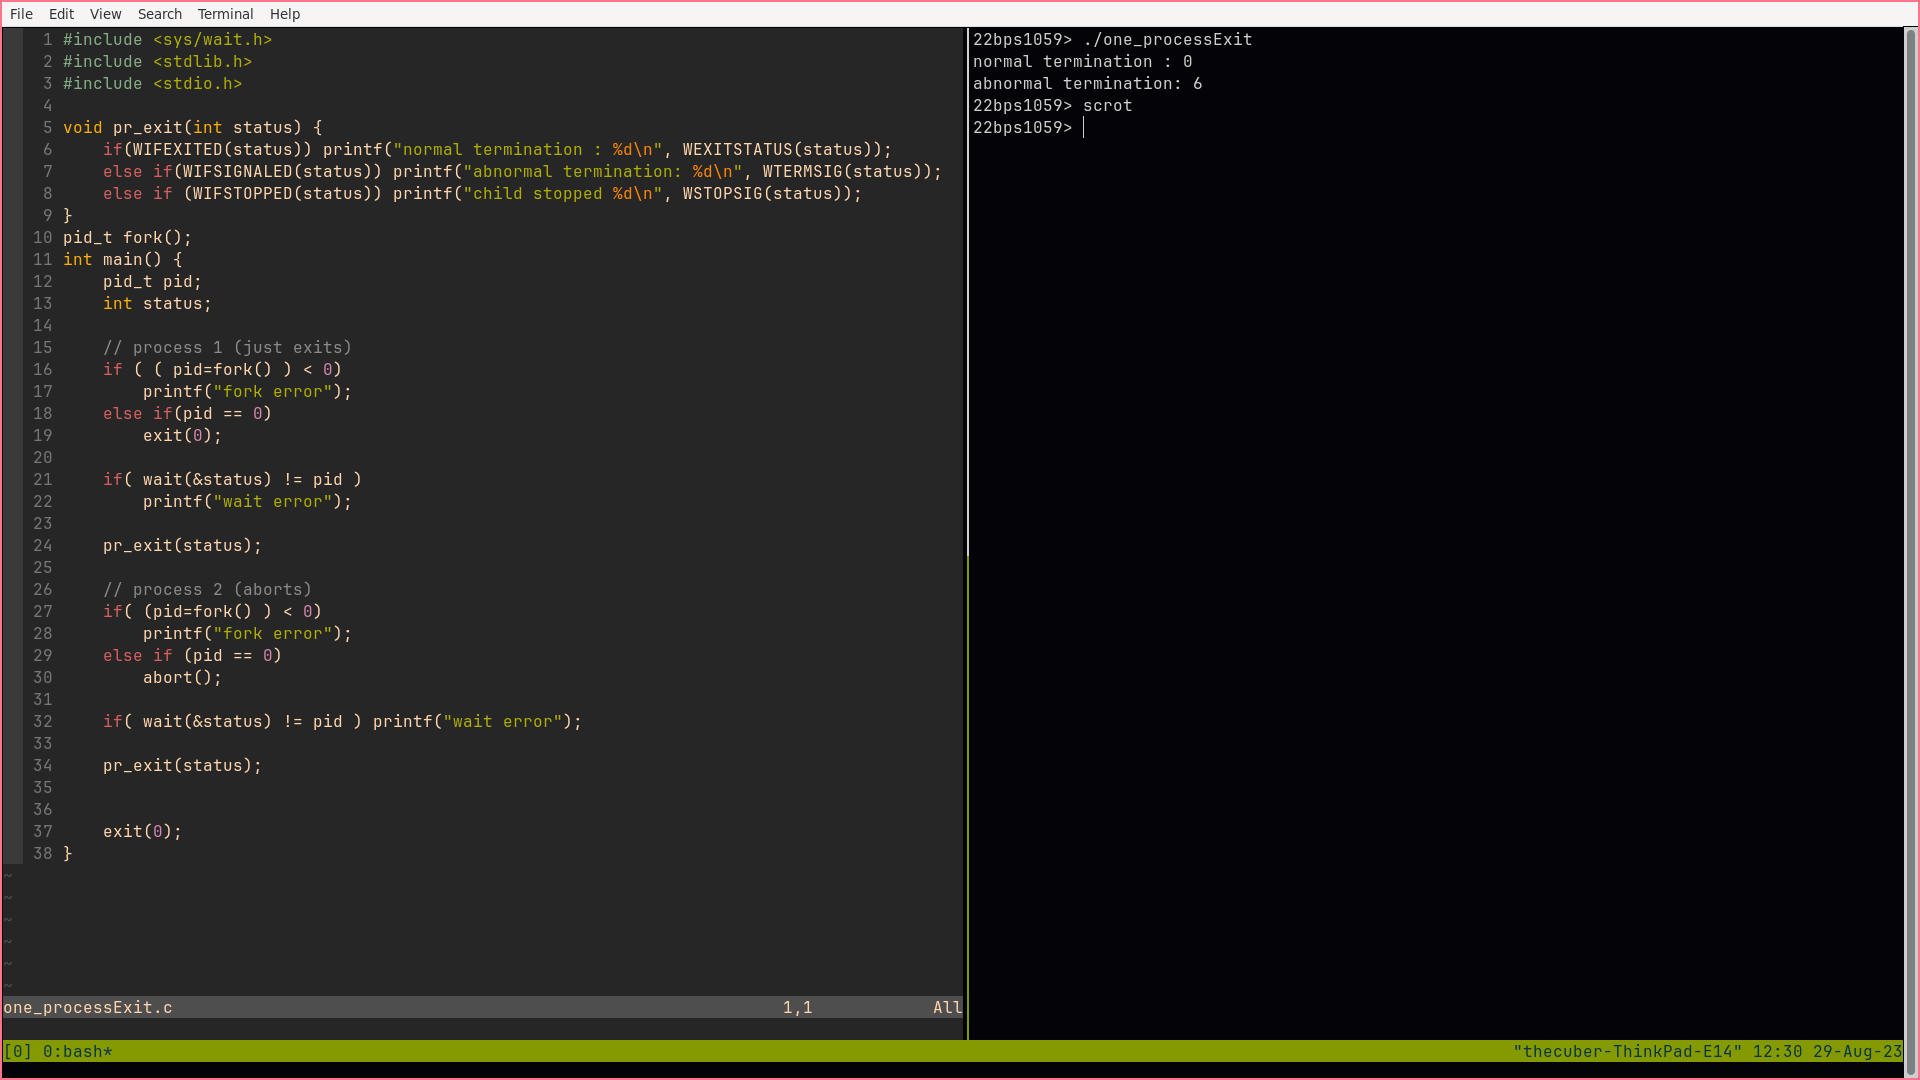 File Edit View Search Terminal Help
1 #include <sys/wait.h>
2 #include <stdlib.h>
3 #include <stdio.h>
4
5 void pr_exit(int status) {
6     if(WIFEXITED(status)) printf("normal termination : %d\n", WEXITSTATUS(status));
7     else if(WIFSIGNALED(status)) printf("abnormal termination: %d\n", WTERMSIG(status));
8     else if (WIFSTOPPED(status)) printf("child stopped %d\n", WSTOPSIG(status));
9 }
10 pid_t fork();
11 int main() {
12     pid_t pid;
13     int status;
14
15     // process 1 (just exits)
16     if ( ( pid=fork() ) < 0)
17         printf("fork error");
18     else if(pid == 0)
19         exit(0);
20
21     if( wait(&status) != pid )
22         printf("wait error");
23
24     pr_exit(status);
25
26     // process 2 (aborts)
27     if( (pid=fork() ) < 0)
28         printf("fork error");
29     else if (pid == 0)
30         abort();
31
32     if( wait(&status) != pid ) printf("wait error");
33
34     pr_exit(status);
35
36
37     exit(0);
38 }
~
~
~
~
~
~
one_processExit.c 1,1 All
22bps1059> ./one_processExit
normal termination : 0
abnormal termination: 6
22bps1059> scrot
22bps1059>
[0] 0:bash* "thecuber-ThinkPad-E14" 12:30 29-Aug-23